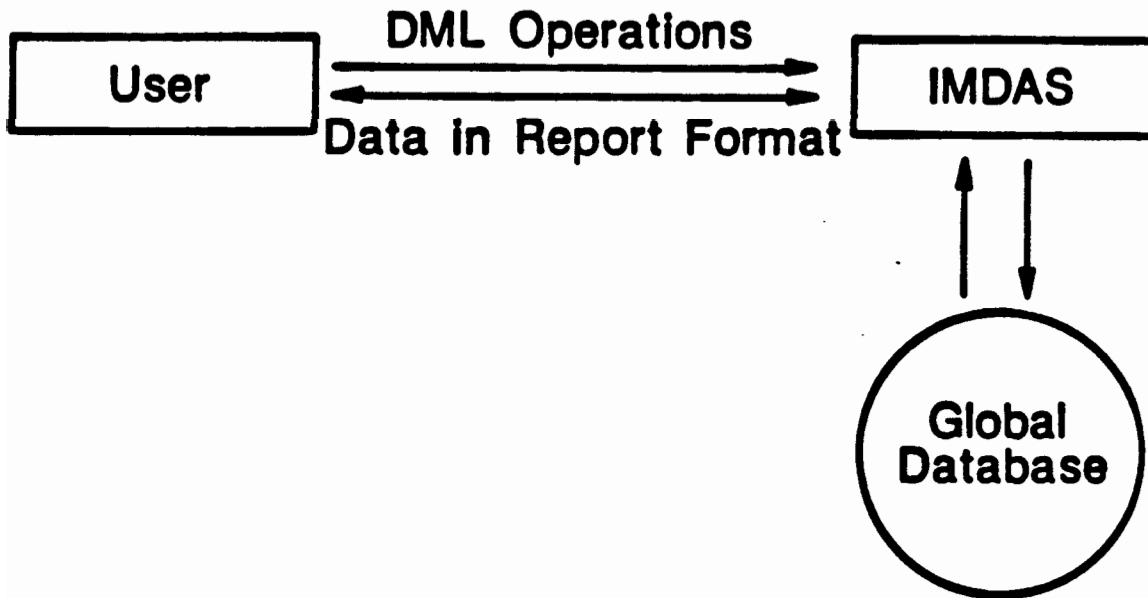 DML Operations
User
IMDAS
Data in Report Format
Global
Database